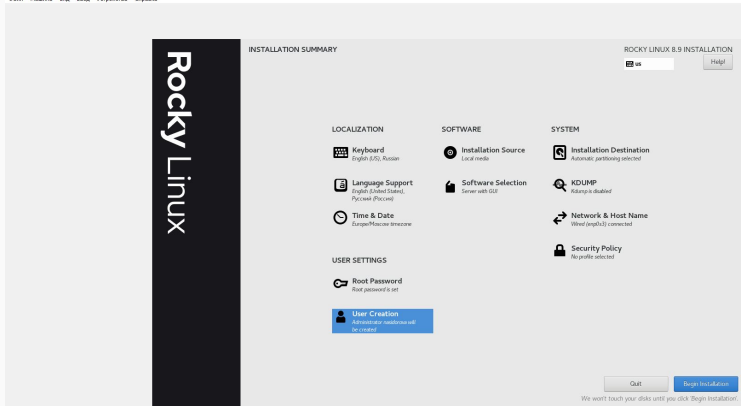 Rocky Linux
INSTALLATION SUMMARY
ROCKY LINUX 8.9 INSTALLATION
us
Help!
LOCALIZATION
Keyboard
English (US), Russian
Language Support
English (United States),
Русский (Россия)
Time & Date
Europe/Moscow timezone
SOFTWARE
Installation Source
Local media
Software Selection
Server with GUI
SYSTEM
Installation Destination
Automatic partitioning selected
KDUMP
Kdump is disabled
Network & Host Name
Wired (enp0s3) connected
Security Policy
No profile selected
USER SETTINGS
Root Password
Root password is set
User Creation
Administrator will
be created
Quit
Begin Installation
We won't touch your disks until you click 'Begin Installation'.